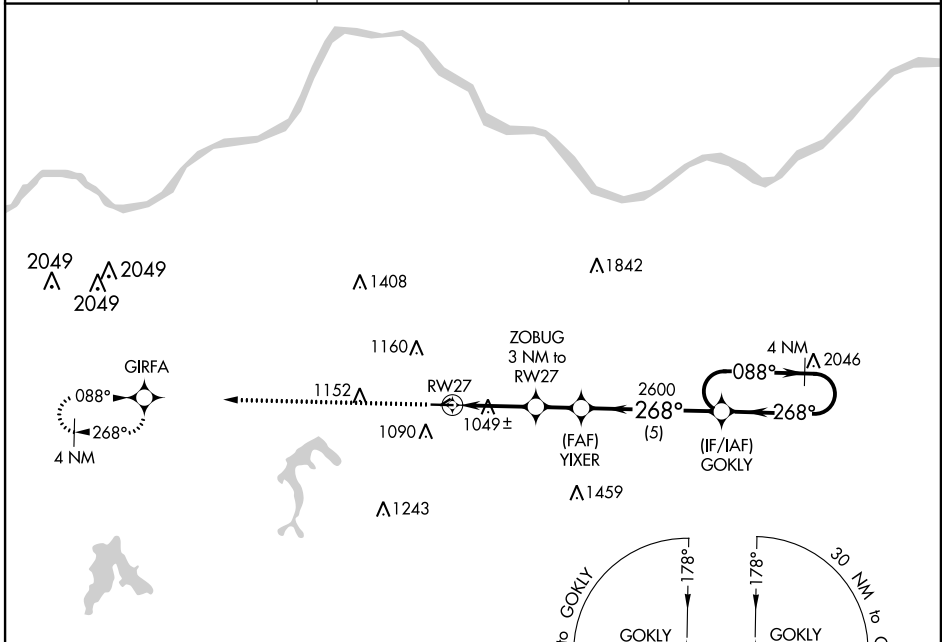 2049
2049
2049
1408
1842
1160
ZOBUG
3 NM to
RW27
4 NM
2046
088°
GIRFA
088°
268°
4 NM
1152
RW27
1049±
1090
2600
268°
(5)
268°
(FAF)
YIXER
(IF/IAF)
GOKLY
1459
1243
to GOKLY
178°
178°
30 NM to
GOKLY
GOKLY